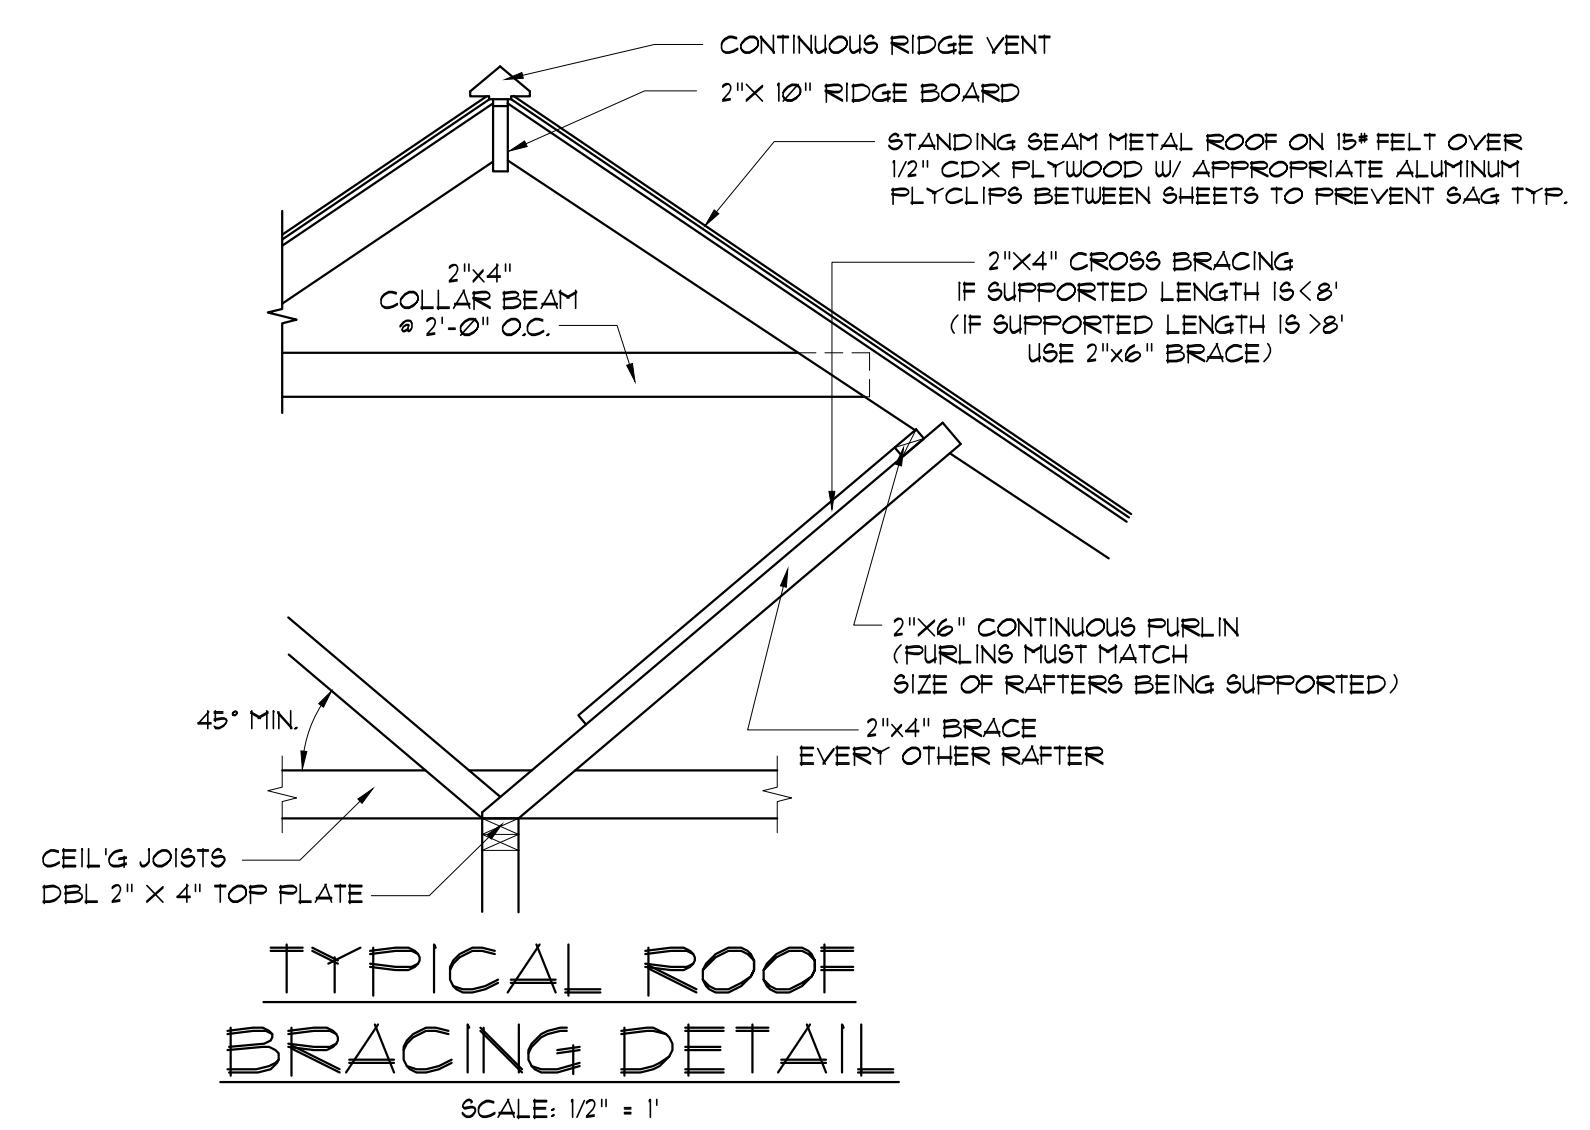 CONTINUOUS RIDGE VENT
2"X 10" RIDGE BOARD
STANDING SEAM METAL ROOF ON 15# FELT OVER
1/2" CDX PLYWOOD W/ APPROPRIATE ALUMINUM
PLYCLIPS BETWEEN SHEETS TO PREVENT SAG TYP.
2"X4" CROSS BRACING
IF SUPPORTED LENGTH IS < 8'
(IF SUPPORTED LENGTH IS > 8'
USE 2"x6" BRACE)
2"x4"
COLLAR BEAM
@ 2'-0" O.C.
2"X6" CONTINUOUS PURLIN
(PURLINS MUST MATCH
SIZE OF RAFTERS BEING SUPPORTED)
2"x4" BRACE
EVERY OTHER RAFTER
45° MIN.
CEIL'G JOISTS
DBL 2" X 4" TOP PLATE
TYPICAL ROOF
BRACING DETAIL
SCALE: 1/2" = 1'